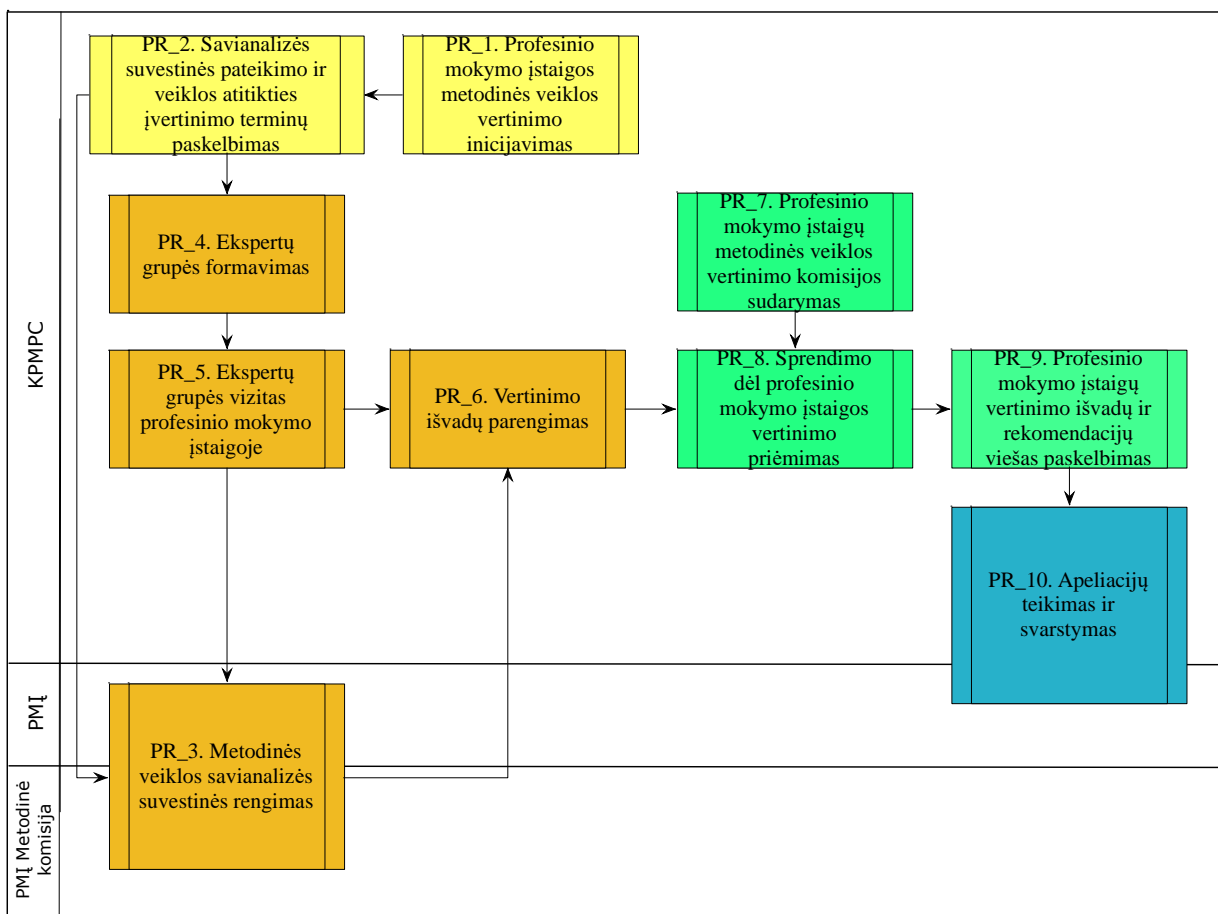 KPMPC
PMĮ
PMĮ Metodinė
komisija
PR_2. Savianalizės
suvestinės pateikimo ir
veiklos atitikties
įvertinimo terminų
paskelbimas
PR_1. Profesinio
mokymo įstaigos
metodinės veiklos
vertinimo
inicijavimas
PR_4. Ekspertų
grupės formavimas
PR_7. Profesinio
mokymo įstaigų
metodinės veiklos
vertinimo komisijos
sudarymas
PR_5. Ekspertų
grupės vizitas
profesinio mokymo
įstaigoje
PR_6. Vertinimo
išvadų parengimas
PR_8. Sprendimo
dėl profesinio
mokymo įstaigos
vertinimo
priėmimas
PR_9. Profesinio
mokymo įstaigų
vertinimo išvadų ir
rekomendacijų
viešas paskelbimas
PR_10. Apeliacijų
teikimas ir
svarstymas
PR_3. Metodinės
veiklos savianalizės
suvestinės rengimas